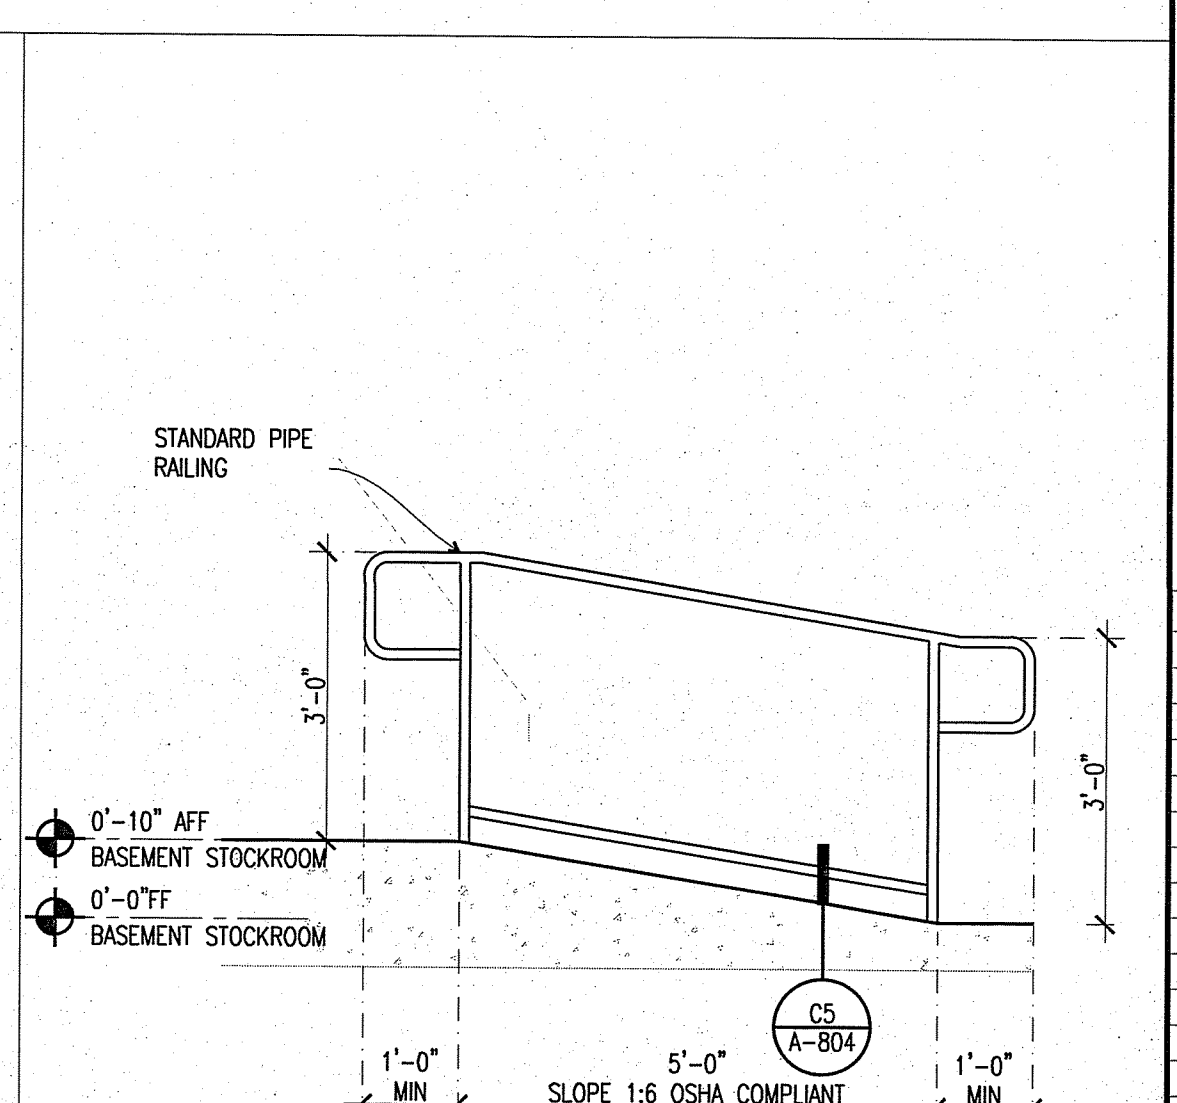 STANDARD PIPE
RAILING
3'-0"
3'-0"
0'-10" AFF
BASEMENT STOCKROOM
0'-0"FF
BASEMENT STOCKROOM
C5
A-804
1'-0"
MIN
5'-0"
SLOPE 1:6 OSHA COMPLIANT
1'-0"
MIN